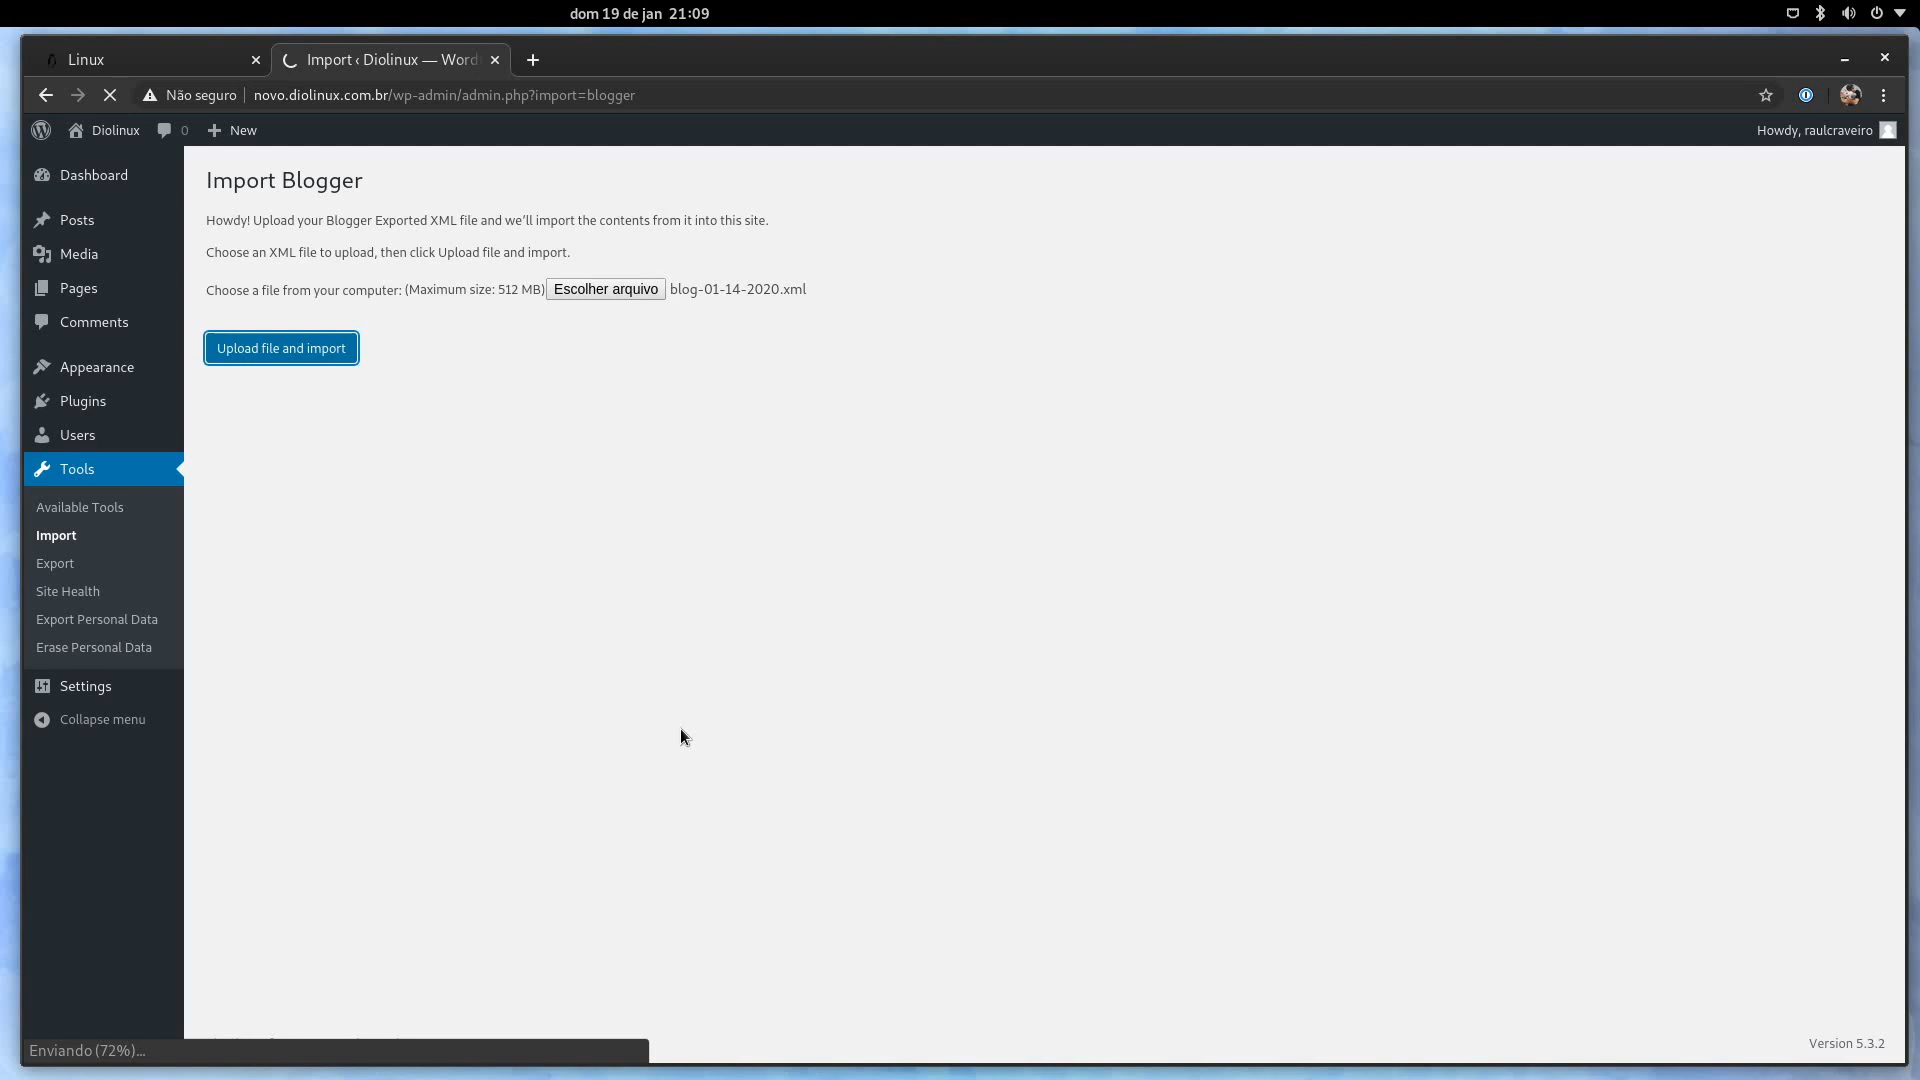 dom 19 de jan 21:09
Linux
Import ‹ Diolinux — Word
Não seguro
novo.diolinux.com.br/wp-admin/admin.php?import=blogger
Diolinux
0
New
Howdy, raulcraveiro
Dashboard
Posts
Media
Pages
Comments
Appearance
Plugins
Users
Tools
Available Tools
Import
Export
Site Health
Export Personal Data
Erase Personal Data
Settings
Collapse menu
Import Blogger
Howdy! Upload your Blogger Exported XML file and we’ll import the contents from it into this site.
Choose an XML file to upload, then click Upload file and import.
Choose a file from your computer: (Maximum size: 512 MB) Escolher arquivo blog-01-14-2020.xml
Upload file and import
Enviando (72%)...
Version 5.3.2